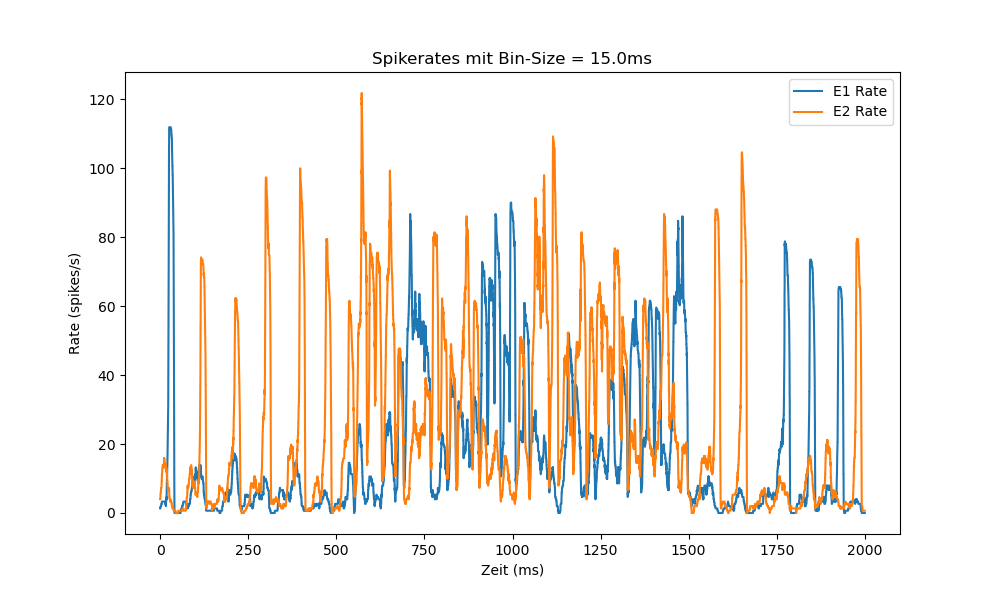 Spikerates mit Bin-Size = 15.0ms
E1 Rate
E2 Rate
120
100
80
60
40
20
0
Rate (spikes/s)
0 250 500 750 1000 1250 1500 1750 2000
Zeit (ms)